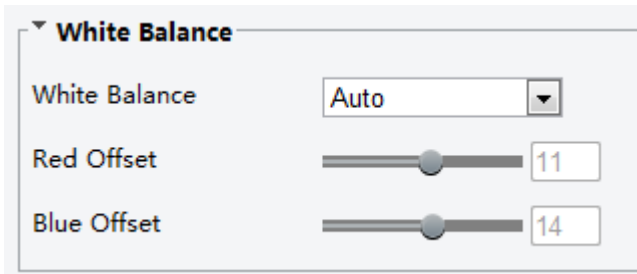 White Balance
White Balance Auto
Red Offset 11
Blue Offset 14